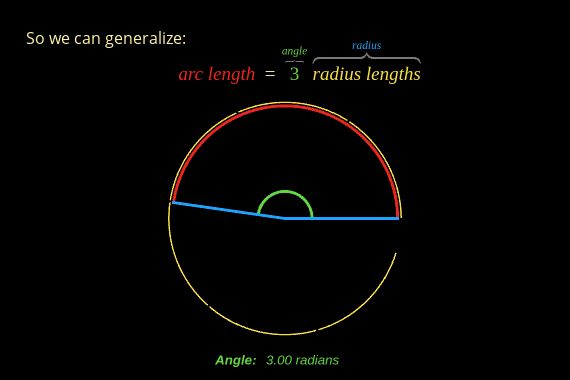 So we can generalize:
angle radius
arc length = 3 radius lengths
Angle: 3.00 radians